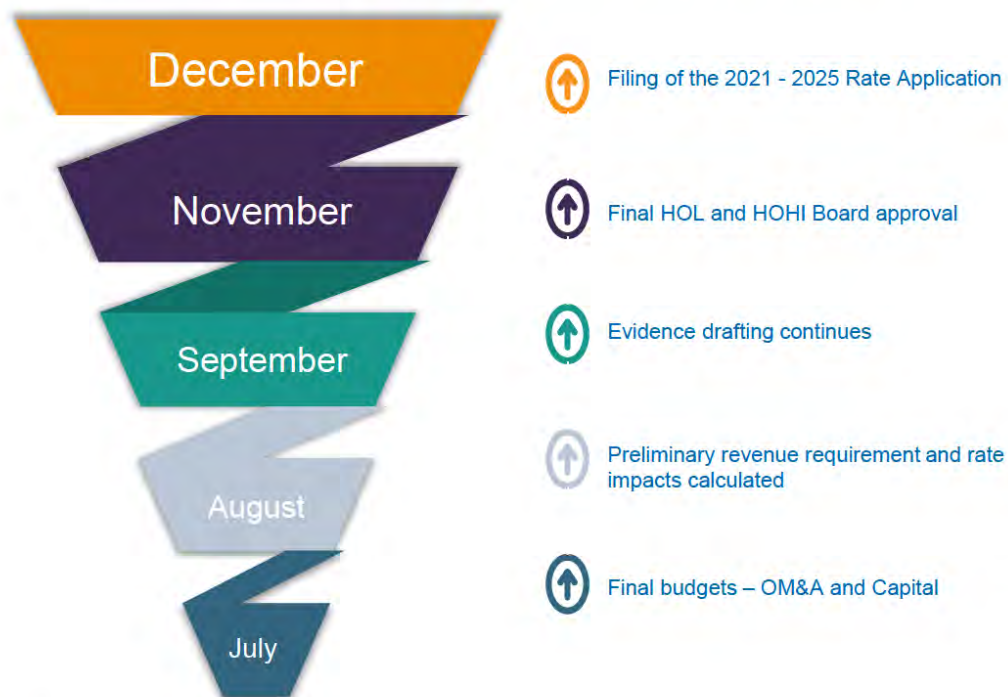 December
Filing of the 2021 - 2025 Rate Application
November
Final HOL and HOHI Board approval
September
Evidence drafting continues
August
Preliminary revenue requirement and rate
impacts calculated
July
Final budgets – OM&A and Capital